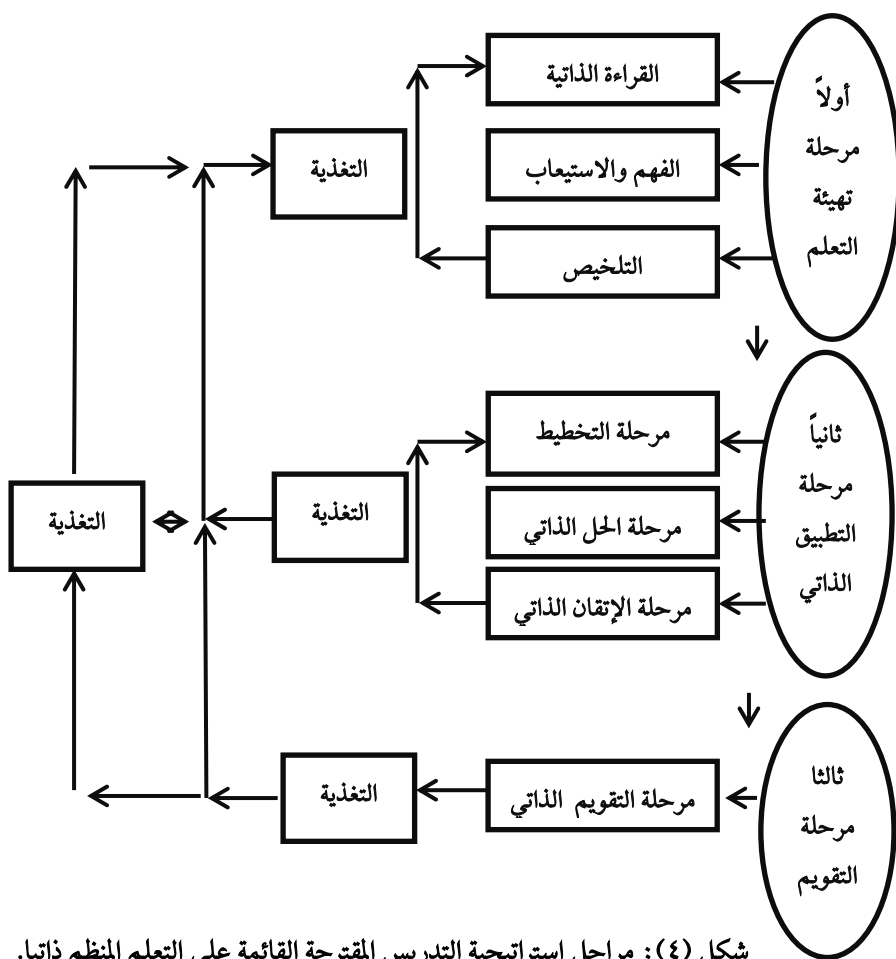 أولاً
مرحلة
تهيئة
التعلم
القراءة الذاتية
الفهم والاستيعاب
التلخيص
التغذية
ثانياً
مرحلة
التطبيق
الذاتي
مرحلة التخطيط
مرحلة الحل الذاتي
مرحلة الإتقان الذاتي
التغذية
التغذية
ثالثا
مرحلة
التقويم
مرحلة التقويم الذاتي
التغذية
شكل (٤): مراحل استراتيجية التدريس المقترحة القائمة على التعلم المنظم ذاتيا.